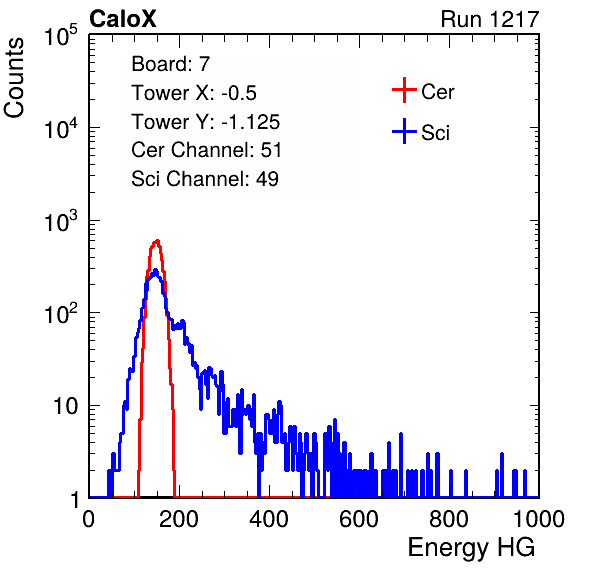 CaloX Run 1217
Board: 7
Tower X: -0.5
Tower Y: -1.125
Cer Channel: 51
Sci Channel: 49
Cer
Sci
Counts
10^5
10^4
10^3
10^2
10
1
0 200 400 600 800 1000
Energy HG